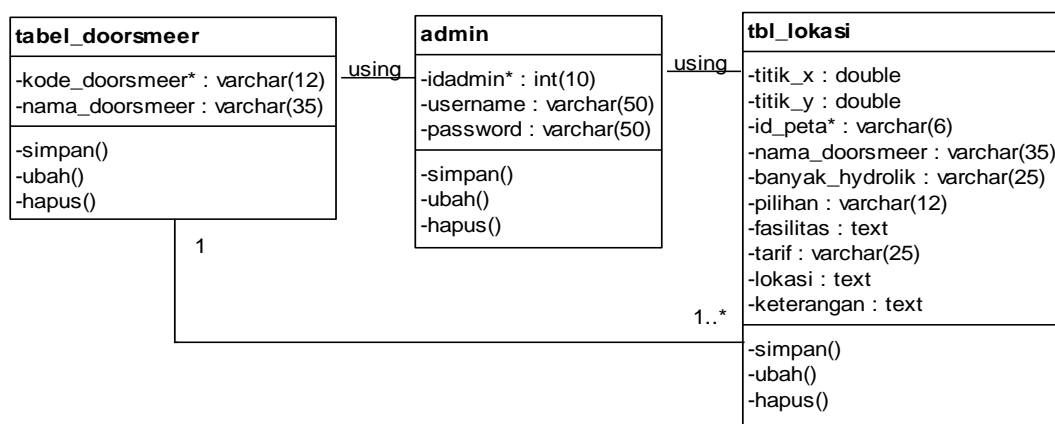 tabel_doorsmeer
-kode_doorsmeer* : varchar(12)
-nama_doorsmeer : varchar(35)
-simpan()
-ubah()
-hapus()
using
admin
-idadmin* : int(10)
-username : varchar(50)
-password : varchar(50)
-simpan()
-ubah()
-hapus()
using
tbl_lokasi
-titik_x : double
-titik_y : double
-id_peta* : varchar(6)
-nama_doorsmeer : varchar(35)
-banyak_hydrolik : varchar(25)
-pilihan : varchar(12)
-fasilitas : text
-tarif : varchar(25)
-lokasi : text
-keterangan : text
-simpan()
-ubah()
-hapus()
1
1..*